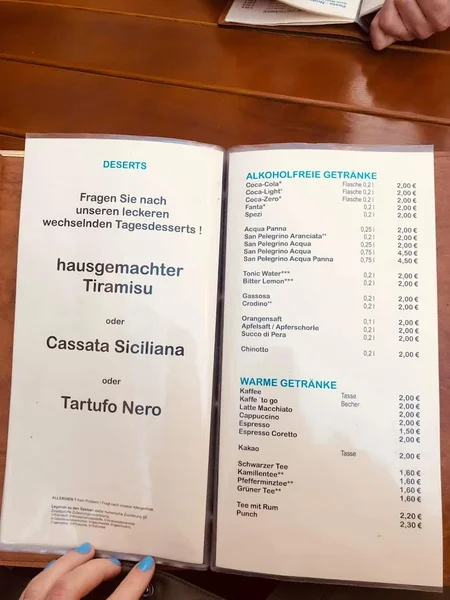 DESERTS
Fragen Sie nach
unseren leckeren
wechselnden Tagesdesserts !
hausgemachter
Tiramisu
oder
Cassata Siciliana
oder
Tartufo Nero
ALKOHOLFREIE GETRÄNKE
Coca-Cola* Flasche 0,2 l 2,00 €
Coca-Light* Flasche 0,2 l 2,00 €
Coca-Zero* Flasche 0,2 l 2,00 €
Fanta* 0,2 l 2,00 €
Spezi 0,2 l 2,00 €
Acqua Panna 0,25 l 2,00 €
San Pelegrino Aranciata** 0,2 l 2,00 €
San Pelegrino Acqua 0,25 l 2,00 €
San Pelegrino Acqua 0,75 l 4,50 €
San Pelegrino Acqua Panna 0,75 l 4,50 €
Tonic Water*** 0,2 l 2,00 €
Bitter Lemon*** 0,2 l 2,00 €
Gassosa 0,2 l 2,00 €
Crodino** 0,2 l 2,00 €
Orangensaft 0,1 l 2,00 €
Apfelsaft / Apferschorle 0,2 l 2,00 €
Succo di Pera 0,2 l 2,00 €
Chinotto 0,2 l 2,00 €
WARME GETRÄNKE
Kaffee Tasse 2,00 €
Kaffe ´to go Becher 2,00 €
Latte Macchiato 2,00 €
Cappuccino 2,00 €
Espresso 1,50 €
Espresso Coretto 2,00 €
Kakao Tasse 2,00 €
Schwarzer Tee 1,60 €
Kamillentee** 1,60 €
Pfefferminztee** 1,60 €
Grüner Tee** 1,60 €
Tee mit Rum 2,20 €
Punch 2,30 €